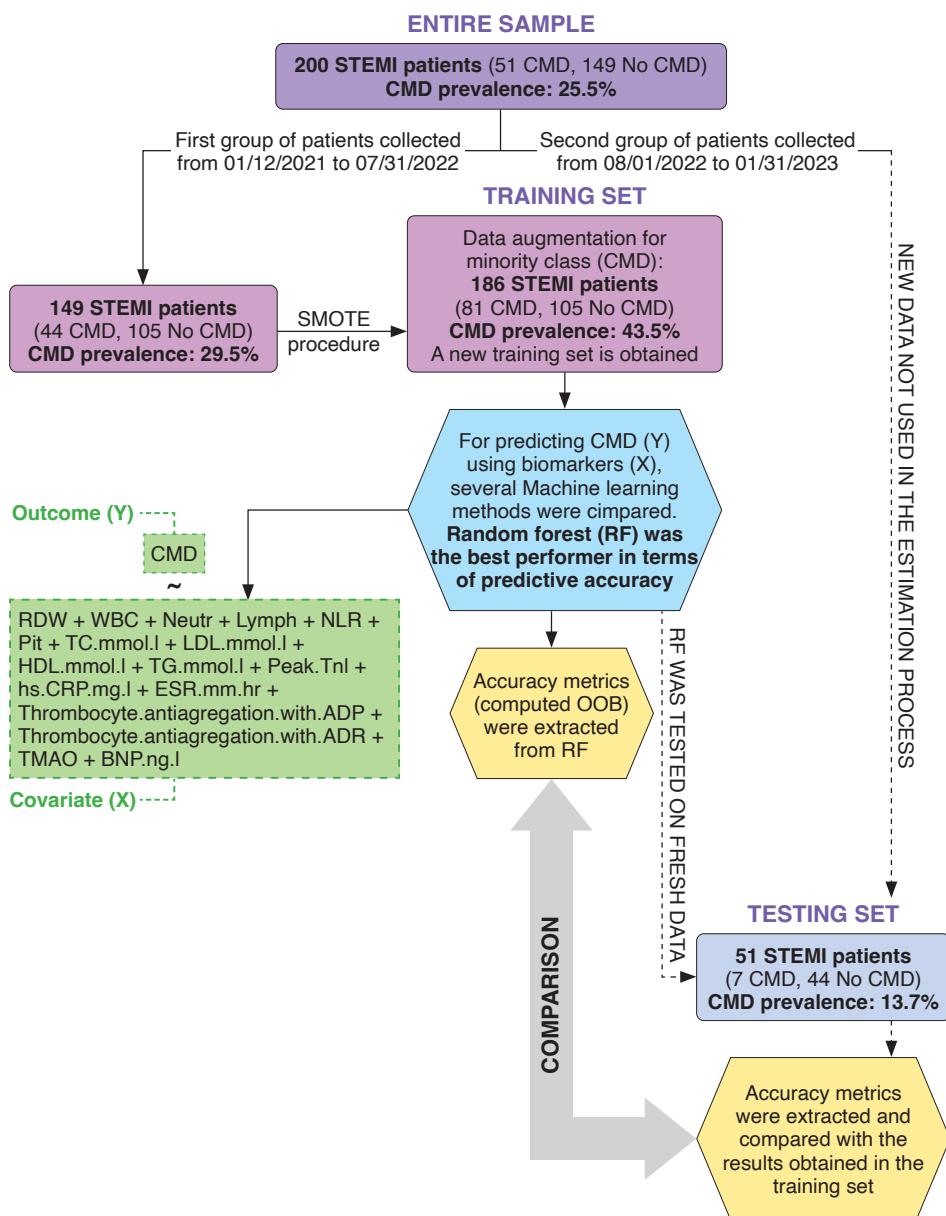 ENTIRE SAMPLE
200 STEMI patients (51 CMD, 149 No CMD)
CMD prevalence: 25.5%
First group of patients collected
from 01/12/2021 to 07/31/2022
Second group of patients collected
from 08/01/2022 to 01/31/2023
TRAINING SET
149 STEMI patients
(44 CMD, 105 No CMD)
CMD prevalence: 29.5%
SMOTE
procedure
Data augmentation for
minority class (CMD):
186 STEMI patients
(81 CMD, 105 No CMD)
CMD prevalence: 43.5%
A new training set is obtained
NEW DATA NOT USED IN THE ESTIMATION PROCESS
For predicting CMD (Y)
using biomarkers (X),
several Machine learning
methods were cimpared.
Random forest (RF) was
the best performer in terms
of predictive accuracy
Outcome (Y)
CMD
~
RDW + WBC + Neutr + Lymph + NLR +
Pit + TC.mmol.l + LDL.mmol.l +
HDL.mmol.l + TG.mmol.l + Peak.Tnl +
hs.CRP.mg.l + ESR.mm.hr +
Thrombocyte.antiagregation.with.ADP +
Thrombocyte.antiagregation.with.ADR +
TMAO + BNP.ng.l
Covariate (X)
Accuracy metrics
(computed OOB)
were extracted
from RF
RF WAS TESTED ON FRESH DATA
COMPARISON
TESTING SET
51 STEMI patients
(7 CMD, 44 No CMD)
CMD prevalence: 13.7%
Accuracy metrics
were extracted and
compared with the
results obtained in the
training set